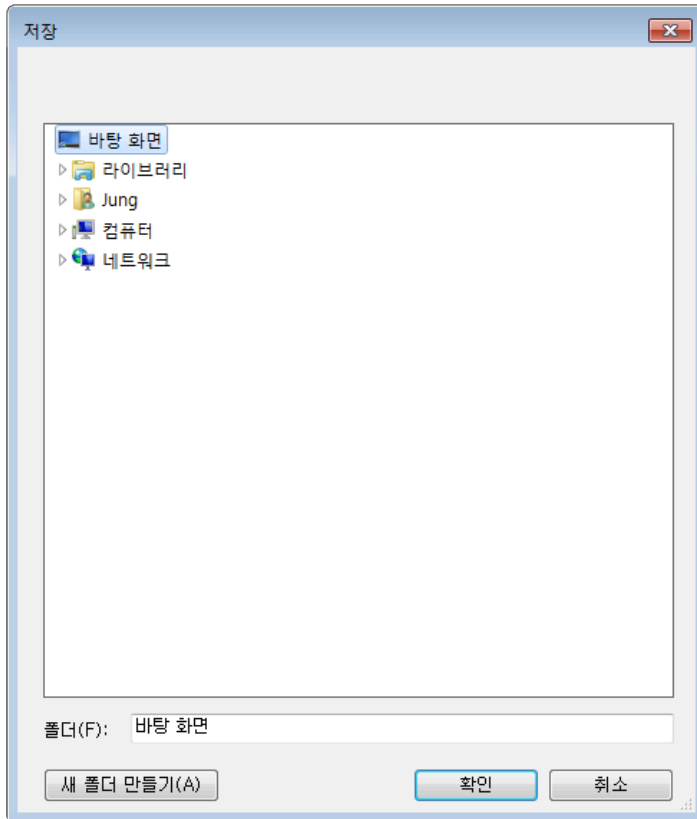 저장
바탕 화면
라이브러리
Jung
컴퓨터
네트워크
폴더(F): 바탕 화면
새 폴더 만들기(A) 확인 취소